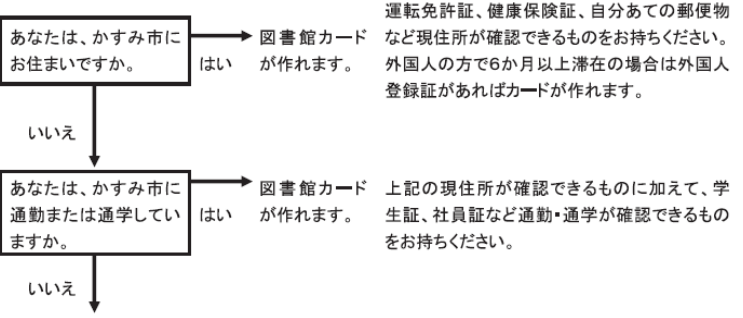 あなたは、かすみ市に
お住まいですか。
はい
図書館カード
が作れます。
運転免許証、健康保険証、自分あての郵便物
など現住所が確認できるものをお持ちください。
外国人の方で6か月以上滞在の場合は外国人
登録証があればカードが作れます。
いいえ
あなたは、かすみ市に
通勤または通学してい
ますか。
はい
図書館カード
が作れます。
上記の現住所が確認できるものに加えて、学
生証、社員証など通勤・通学が確認できるもの
をお持ちください。
いいえ